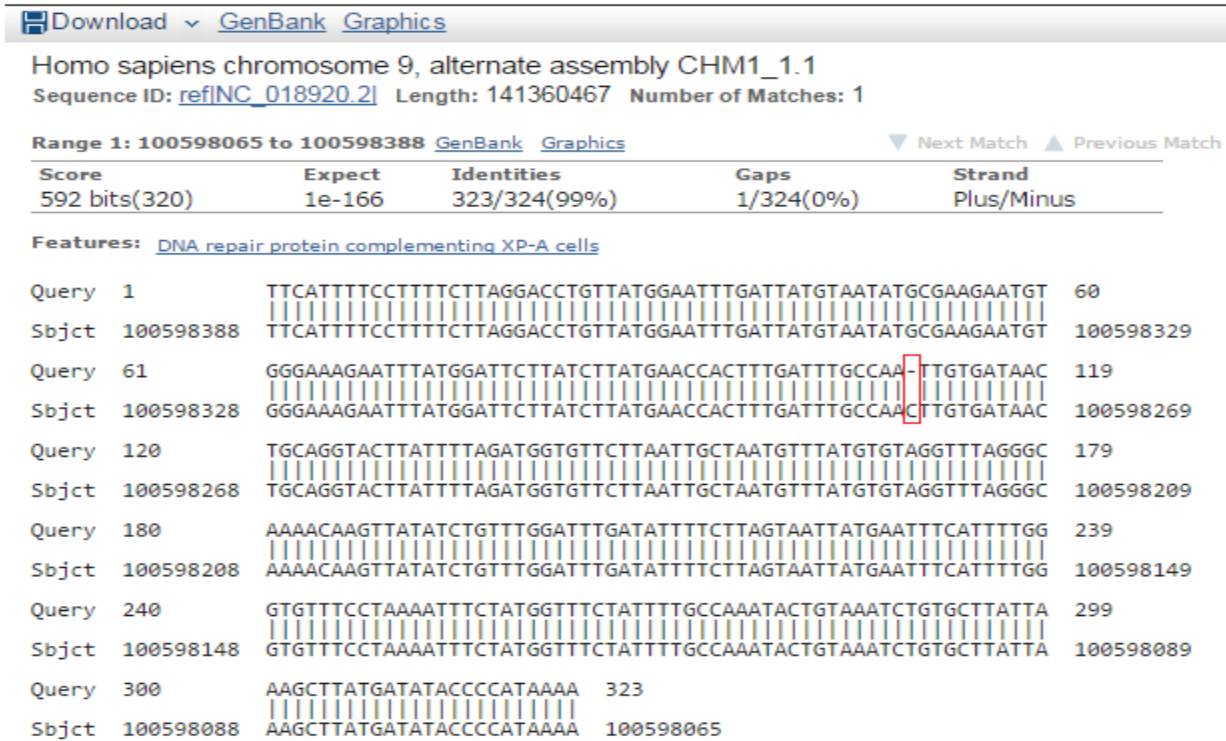 Download GenBank Graphics
Homo sapiens chromosome 9, alternate assembly CHM1_1.1
Sequence ID: ref|NC_018920.2| Length: 141360467 Number of Matches: 1
Range 1: 100598065 to 100598388 GenBank Graphics Next Match Previous Match
Score Expect Identities Gaps Strand
592 bits(320) 1e-166 323/324(99%) 1/324(0%) Plus/Minus
Features: DNA repair protein complementing XP-A cells
Query 1 TTCATTTTCCTTTTCTTAGGACCTGTTATGGAATTTGATTATGTAATATGCGAAGAATGT 60
Sbjct 100598388 TTCATTTTCCTTTTCTTAGGACCTGTTATGGAATTTGATTATGTAATATGCGAAGAATGT 100598329
Query 61 GGGAAAGAATTTATGGATTCTTATCTTATGAACCACTTTGATTTGCCAA-TTGTGATAAC 119
Sbjct 100598328 GGGAAAGAATTTATGGATTCTTATCTTATGAACCACTTTGATTTGCCAACTTGTGATAAC 100598269
Query 120 TGCAGGTACTTATTTTAGATGGTGTTCTTAATTGCTAATGTTTATGTGTAGGTTTAGGGC 179
Sbjct 100598268 TGCAGGTACTTATTTTAGATGGTGTTCTTAATTGCTAATGTTTATGTGTAGGTTTAGGGC 100598209
Query 180 AAAACAAGTTATATCTGTTTGGATTTGATATTTTCTTAGTAATTATGAATTTCATTTTGG 239
Sbjct 100598208 AAAACAAGTTATATCTGTTTGGATTTGATATTTTCTTAGTAATTATGAATTTCATTTTGG 100598149
Query 240 GTGTTTCCTAAAATTTCTATGGTTTCTATTTTGCCAAATACTGTAAATCTGTGCTTATTA 299
Sbjct 100598148 GTGTTTCCTAAAATTTCTATGGTTTCTATTTTGCCAAATACTGTAAATCTGTGCTTATTA 100598089
Query 300 AAGCTTATGATATACCCCATAAAA 323
Sbjct 100598088 AAGCTTATGATATACCCCATAAAA 100598065